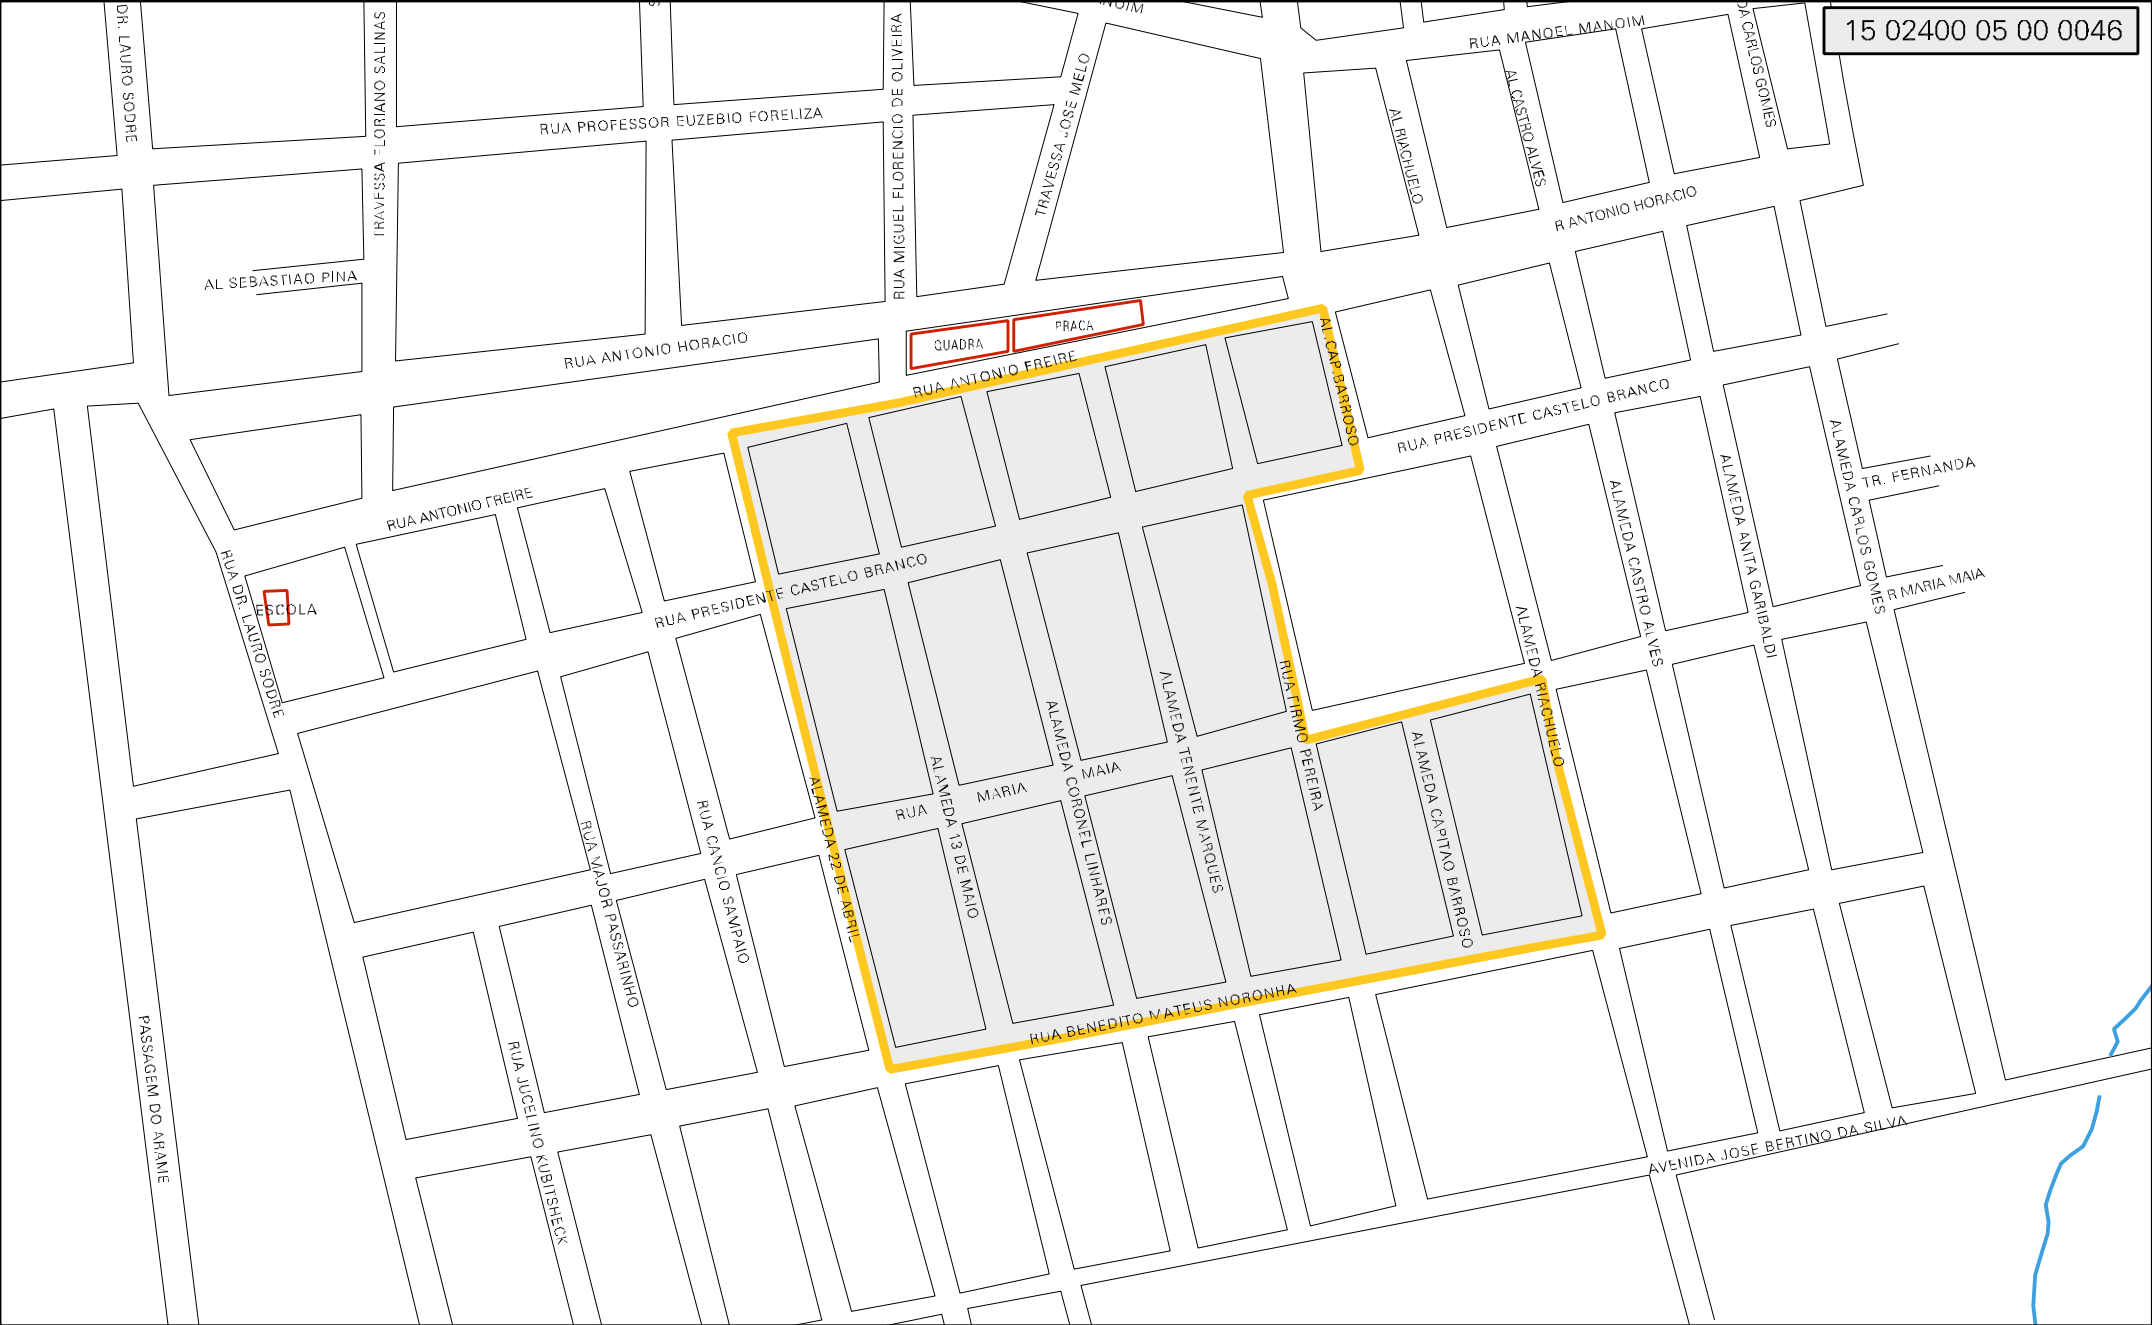 15 02400 05 00 0046
DR. LAURO SODRE
TRAVESSA FLORIANO SALINAS
RUA PROFESSOR EUZEBIO FORELIZA
RUA MIGUEL FLORENCIO DE OLIVEIRA
TRAVESSA JOSE MELO
RUA MANOEL MANOIM
AL RIACHUELO
AL CASTRO ALVES
DA CARLOS GOMES
R ANTONIO HORACIO
AL SEBASTIAO PINA
RUA ANTONIO HORACIO
QUADRA
PRACA
RUA ANTONIO FREIRE
AL.CAP.BARROSO
RUA PRESIDENTE CASTELO BRANCO
RUA ANTONIO FREIRE
ALAMEDA CARLOS GOMES
TR. FERNANDA
ALAMEDA ANITA GARIBALDI
ALAMEDA CASTRO ALVES
R MARIA MAIA
RUA DR. LAURO SODRE
ESCOLA
RUA PRESIDENTE CASTELO BRANCO
ALAMEDA RIACHUELO
RUA FIRMO PEREIRA
ALAMEDA TENENTE MARQUES
ALAMEDA CORONEL LINHARES
ALAMEDA 13 DE MAIO
RUA MARIA MAIA
ALAMEDA CAPITAO BARROSO
ALAMEDA 22 DE ABRIL
RUA CANCIO SAMPAIO
RUA MAJOR PASSARINHO
RUA BENEDITO MATEUS NORONHA
PASSAGEM DO ARAME
RUA JUCELINO KUBITSHECK
AVENIDA JOSE BERTINO DA SILVA